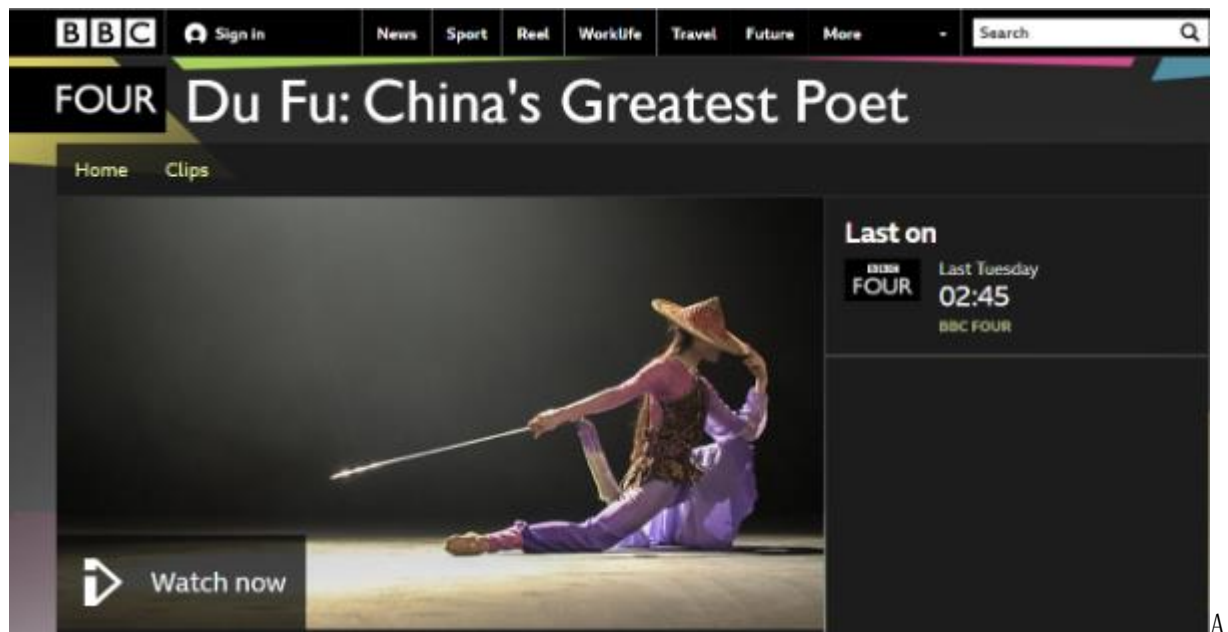 BBC Sign in News Sport Reel Worklife Travel Future More Search
FOUR Du Fu: China's Greatest Poet
Home Clips
Last on
BBC FOUR Last Tuesday
02:45
BBC FOUR
Watch now
A